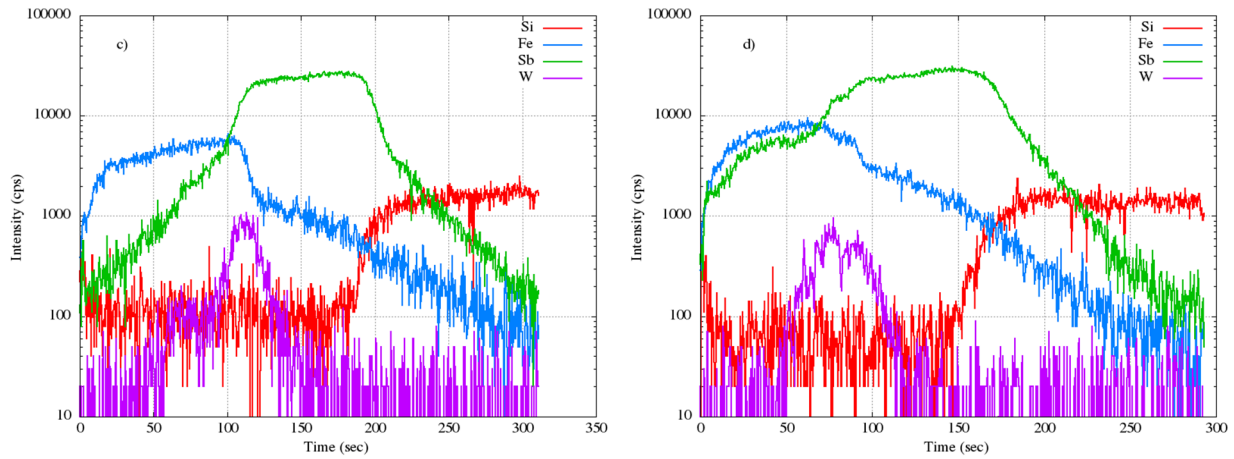 100000
10000
1000
100
10
Intensity (cps)
c)
Si
Fe
Sb
W
0 50 100 150 200 250 300 350
Time (sec)
100000
10000
1000
100
10
Intensity (cps)
d)
Si
Fe
Sb
W
0 50 100 150 200 250 300
Time (sec)